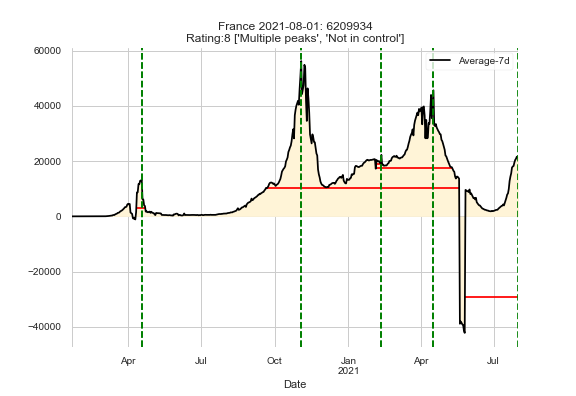 France 2021-08-01: 6209934
Rating:8 ['Multiple peaks', 'Not in control']
Average-7d
60000
40000
20000
0
−20000
−40000
Apr Jul Oct Jan Apr Jul
2021
Date